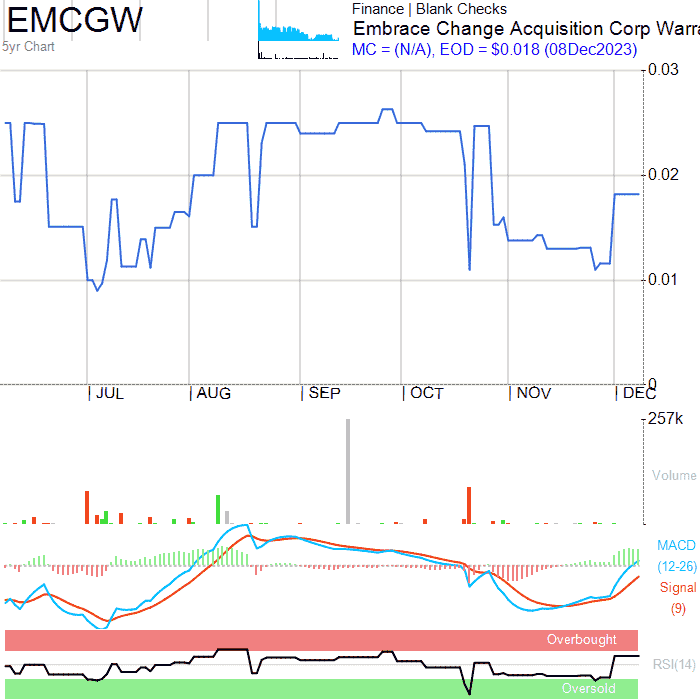 EMCGW
5yr Chart
Finance | Blank Checks
Embrace Change Acquisition Corp Warra
MC = (N/A), EOD = $0.018 (08Dec2023)
0.03
0.02
0.01
0
JUL AUG SEP OCT NOV DEC
257k
Volume
MACD
(12-26)
Signal
(9)
Overbought
RSI(14)
Oversold